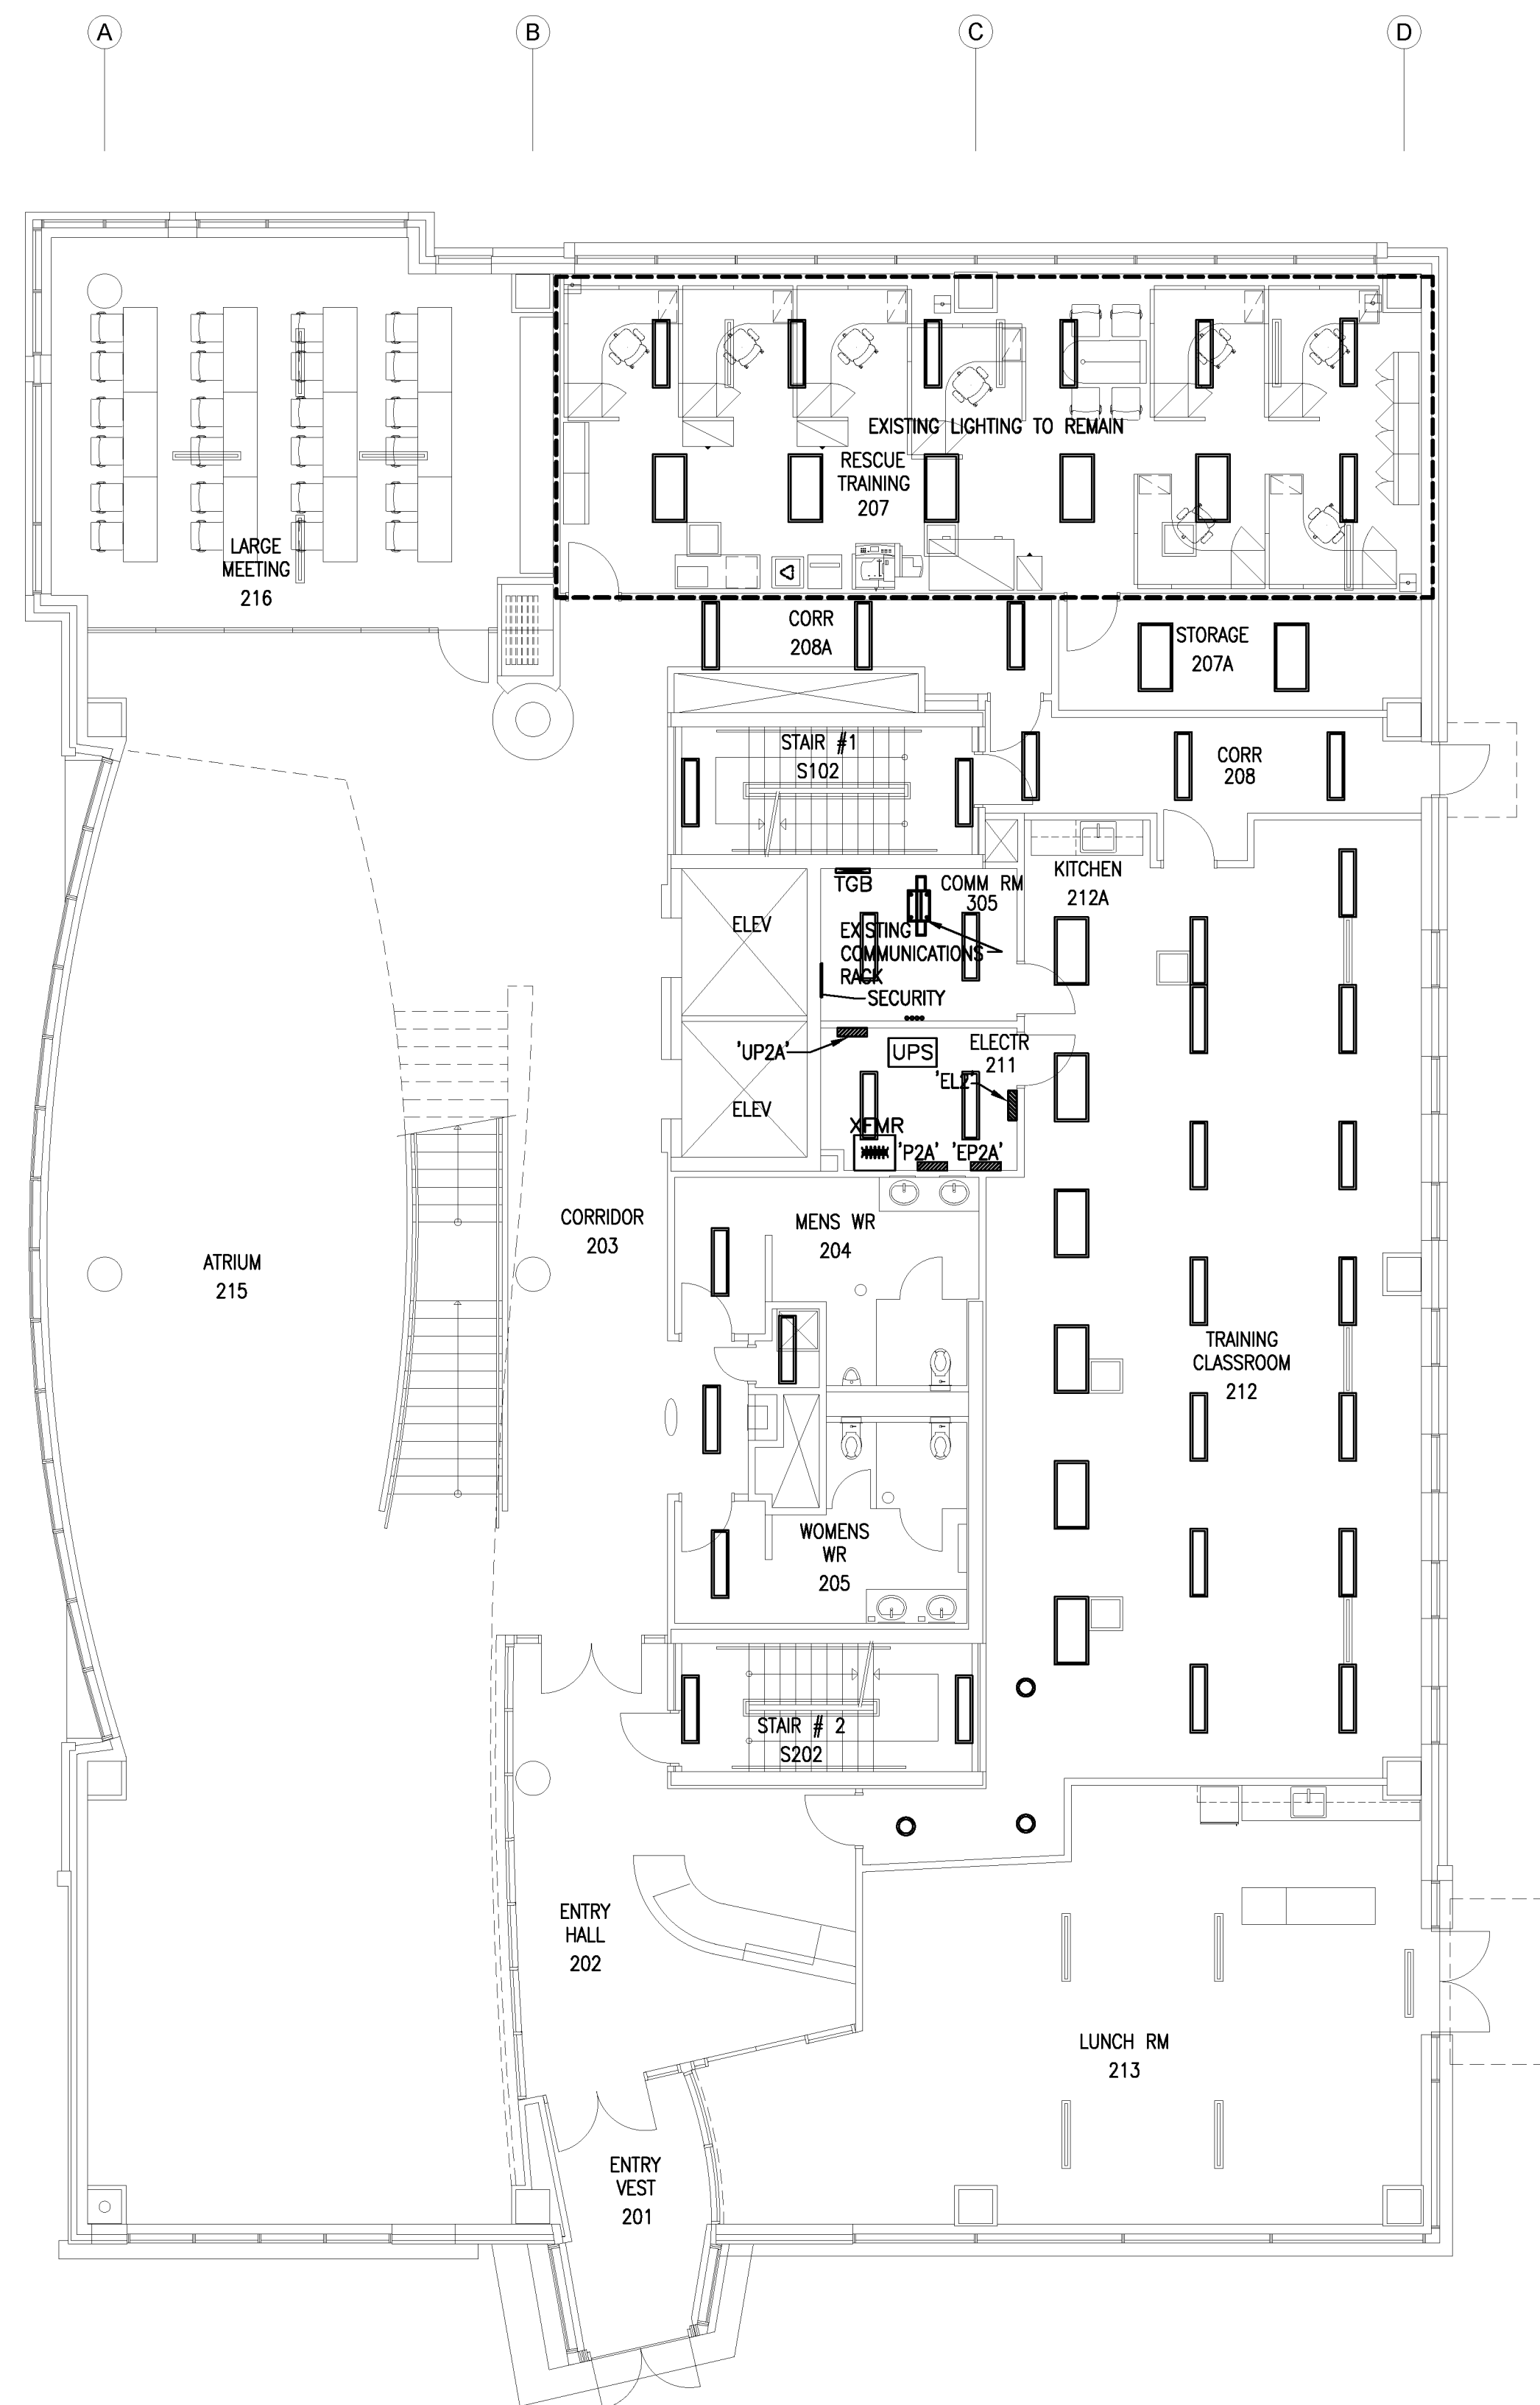 A
B
C
D
EXISTING LIGHTING TO REMAIN
RESCUE
TRAINING
207
LARGE
MEETING
216
CORR
208A
STORAGE
207A
STAIR #1
S102
CORR
208
KITCHEN
212A
TGB
COMM RM
305
ELEV
EXISTING
COMMUNICATIONS
RACK
SECURITY
'UP2A'
UPS
ELECTR
211
'EL2'
ELEV
XFMR
'P2A'
'EP2A'
CORRIDOR
203
MENS WR
204
ATRIUM
215
TRAINING
CLASSROOM
212
WOMENS
WR
205
STAIR # 2
S202
ENTRY
HALL
202
LUNCH RM
213
ENTRY
VEST
201